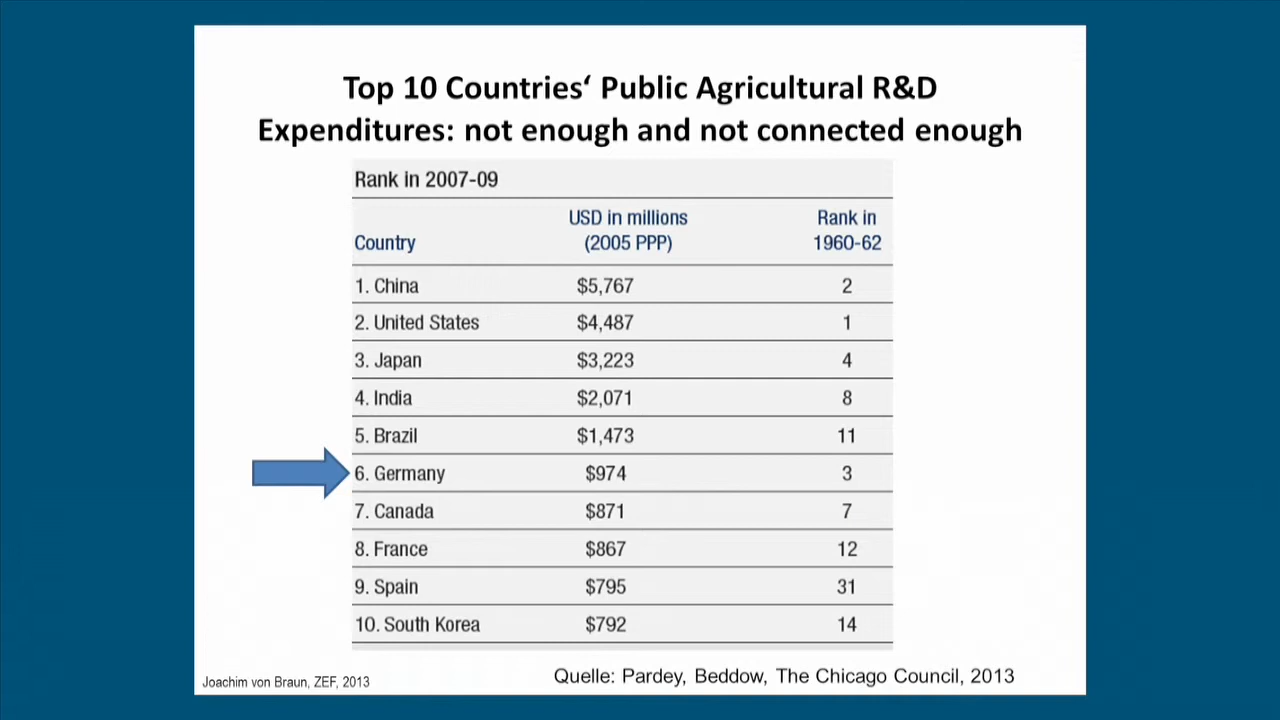 Top 10 Countries‘ Public Agricultural R&D
Expenditures: not enough and not connected enough
Rank in 2007-09
Country USD in millions (2005 PPP) Rank in 1960-62
1. China $5,767 2
2. United States $4,487 1
3. Japan $3,223 4
4. India $2,071 8
5. Brazil $1,473 11
6. Germany $974 3
7. Canada $871 7
8. France $867 12
9. Spain $795 31
10. South Korea $792 14
Joachim von Braun, ZEF, 2013
Quelle: Pardey, Beddow, The Chicago Council, 2013